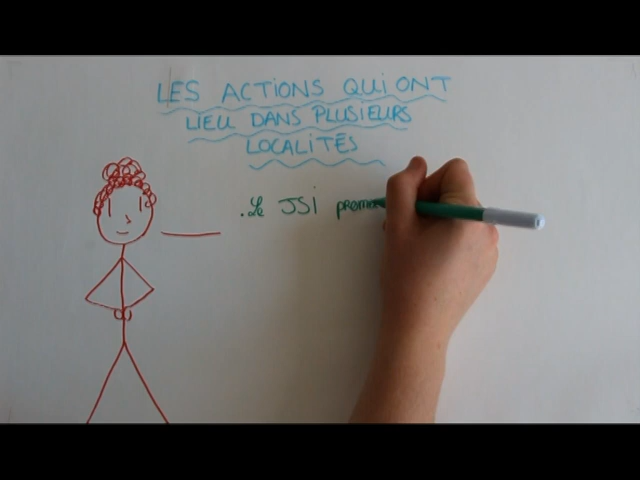 LES ACTIONS QUI ONT
LIEU DANS PLUSIEURS
LOCALITÉS
. Le JSI